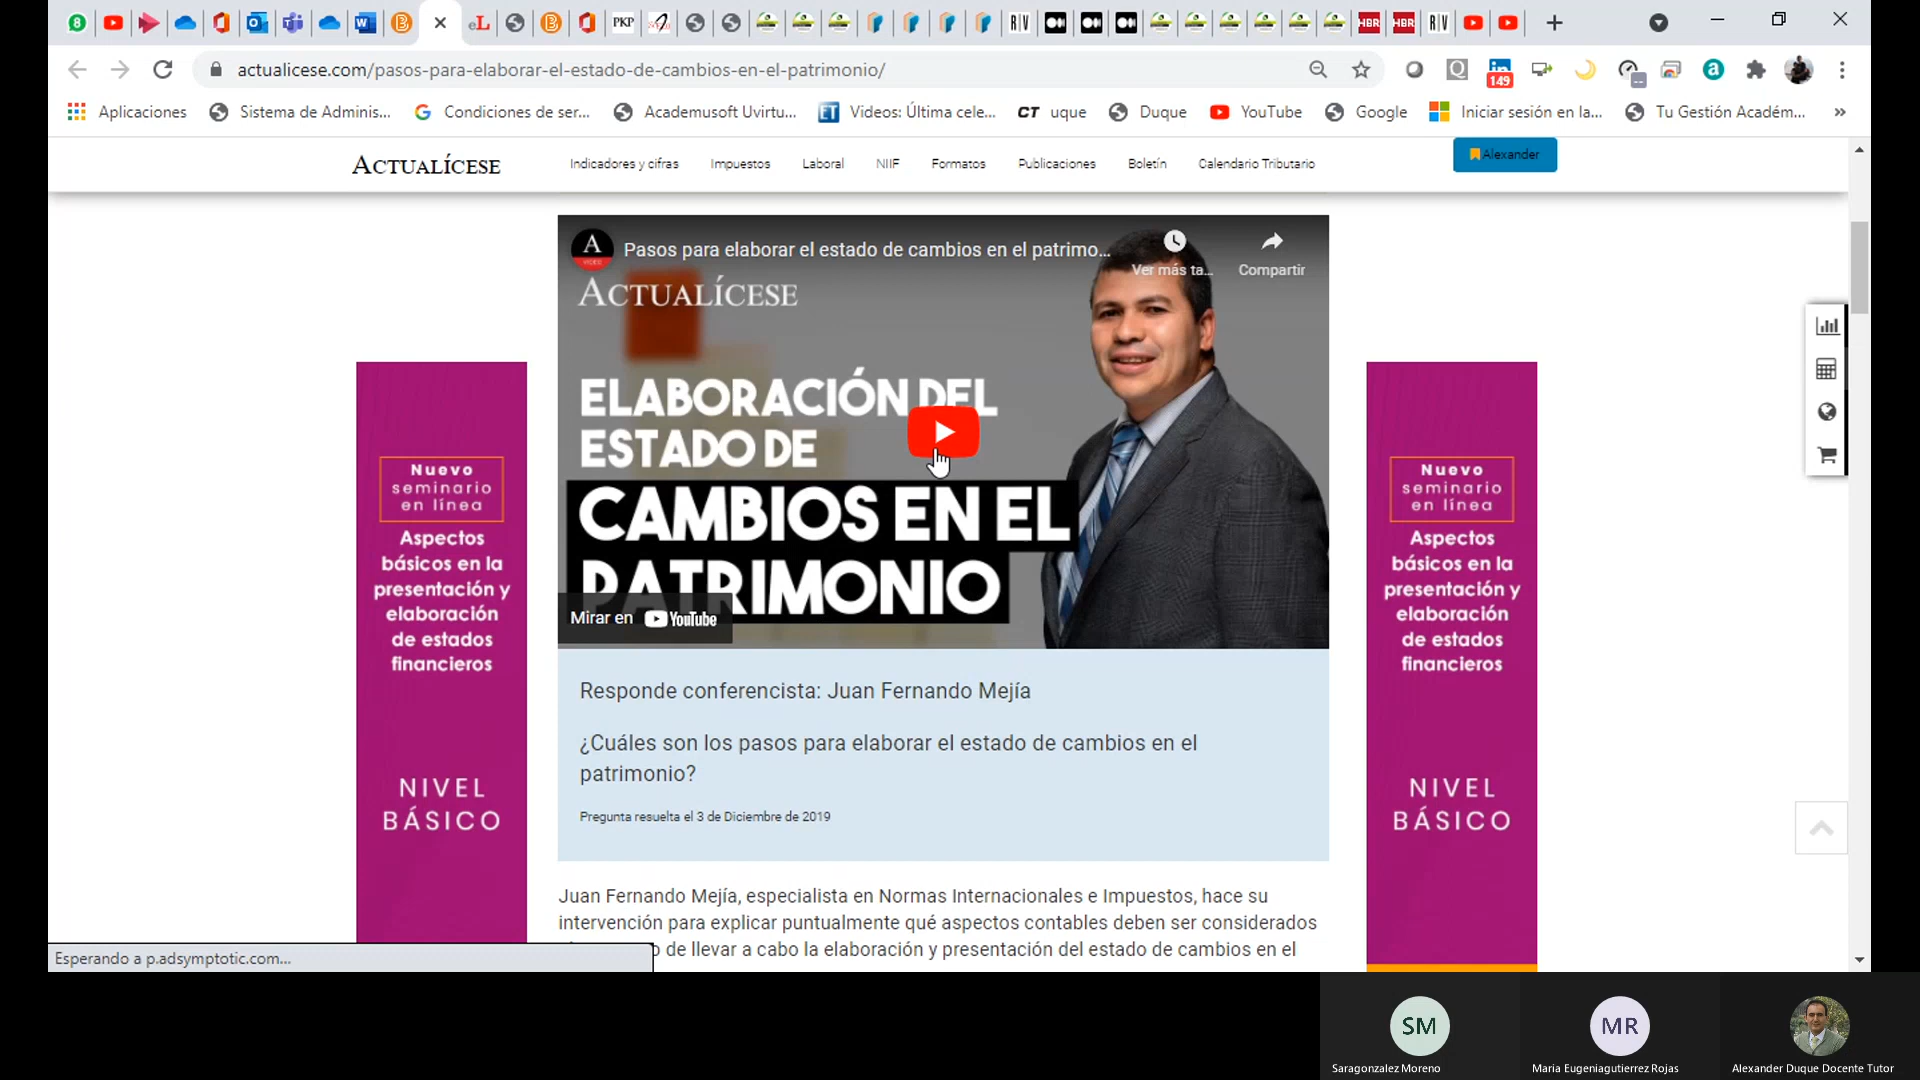 actualicese.com/pasos-para-elaborar-el-estado-de-cambios-en-el-patrimonio/
149
Aplicaciones
Sistema de Adminis...
Condiciones de ser...
Academusoft Uvirtu...
Videos: Última cele...
CT uque
Duque
YouTube
Google
Iniciar sesión en la...
Tu Gestión Académ...
»
ACTUALÍCESE
Indicadores y cifras
Impuestos
Laboral
NIIF
Formatos
Publicaciones
Boletín
Calendario Tributario
Alexander
Pasos para elaborar el estado de cambios en el patrimo...
Ver más ta...
Compartir
ACTUALÍCESE
ELABORACIÓN DEL
ESTADO DE
CAMBIOS EN EL
PATRIMONIO
Mirar en YouTube
Nuevo
seminario
en línea
Aspectos
básicos en la
presentación y
elaboración
de estados
financieros
NIVEL
BÁSICO
Responde conferencista: Juan Fernando Mejía
¿Cuáles son los pasos para elaborar el estado de cambios en el
patrimonio?
Pregunta resuelta el 3 de Diciembre de 2019
Juan Fernando Mejía, especialista en Normas Internacionales e Impuestos, hace su
intervención para explicar puntualmente qué aspectos contables deben ser considerados
de llevar a cabo la elaboración y presentación del estado de cambios en el
Nuevo
seminario
en línea
Aspectos
básicos en la
presentación y
elaboración
de estados
financieros
NIVEL
BÁSICO
Esperando a p.adsymptotic.com...
SM
MR
Saragonzalez Moreno
Maria Eugeniagutierrez Rojas
Alexander Duque Docente Tutor